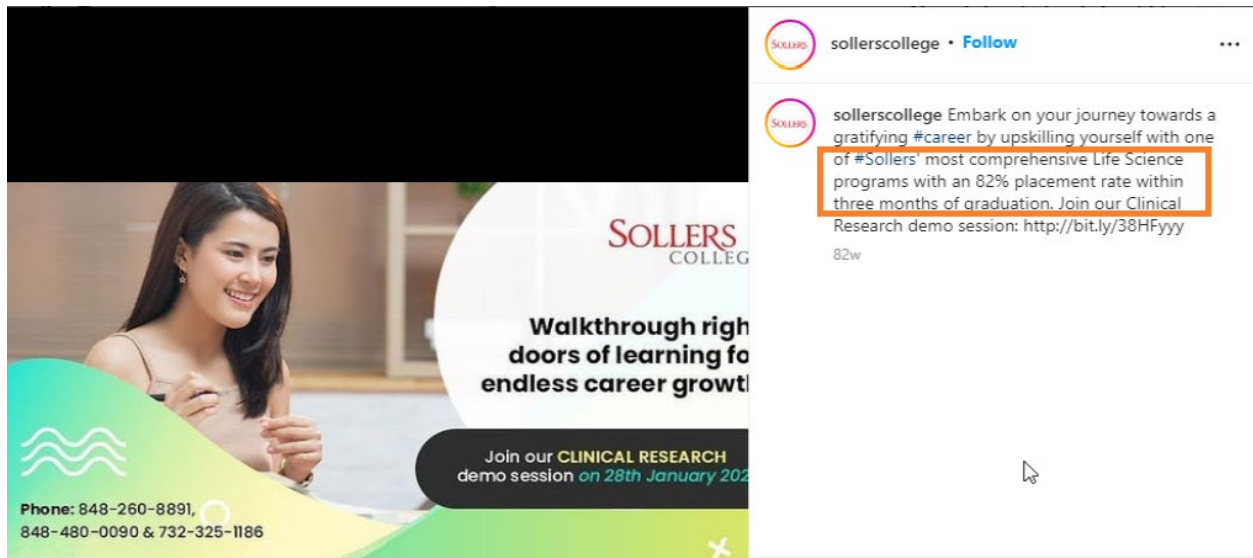 SOLLERS
COLLEG
Walkthrough righ
doors of learning fo
endless career growt
Join our CLINICAL RESEARCH
demo session on 28th January 202
Phone: 848-260-8891,
848-480-0090 & 732-325-1186
SOLLERS
sollerscollege • Follow
SOLLERS
sollerscollege Embark on your journey towards a
gratifying #career by upskilling yourself with one
of #Sollers' most comprehensive Life Science
programs with an 82% placement rate within
three months of graduation. Join our Clinical
Research demo session: http://bit.ly/38HFyyy
82w